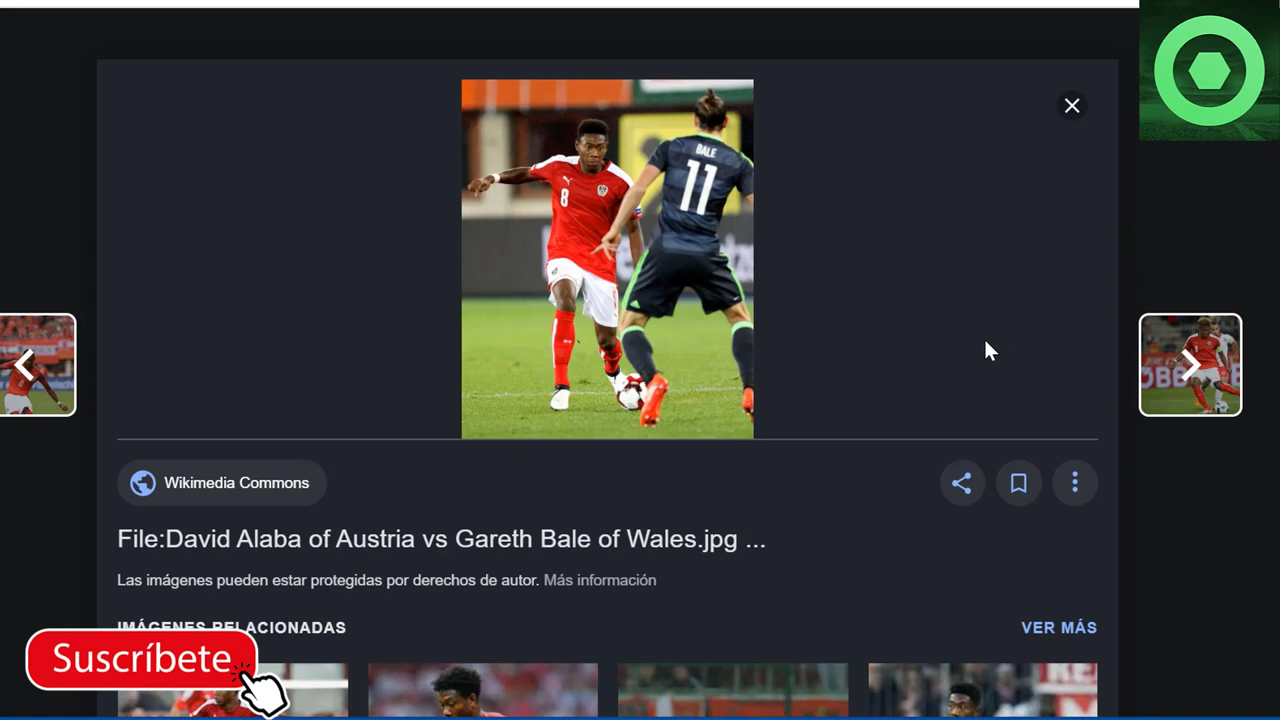 8
BALE
11
Wikimedia Commons
File:David Alaba of Austria vs Gareth Bale of Wales.jpg ...
Las imágenes pueden estar protegidas por derechos de autor. Más información
IMÁGENES RELACIONADAS
VER MÁS
Suscríbete